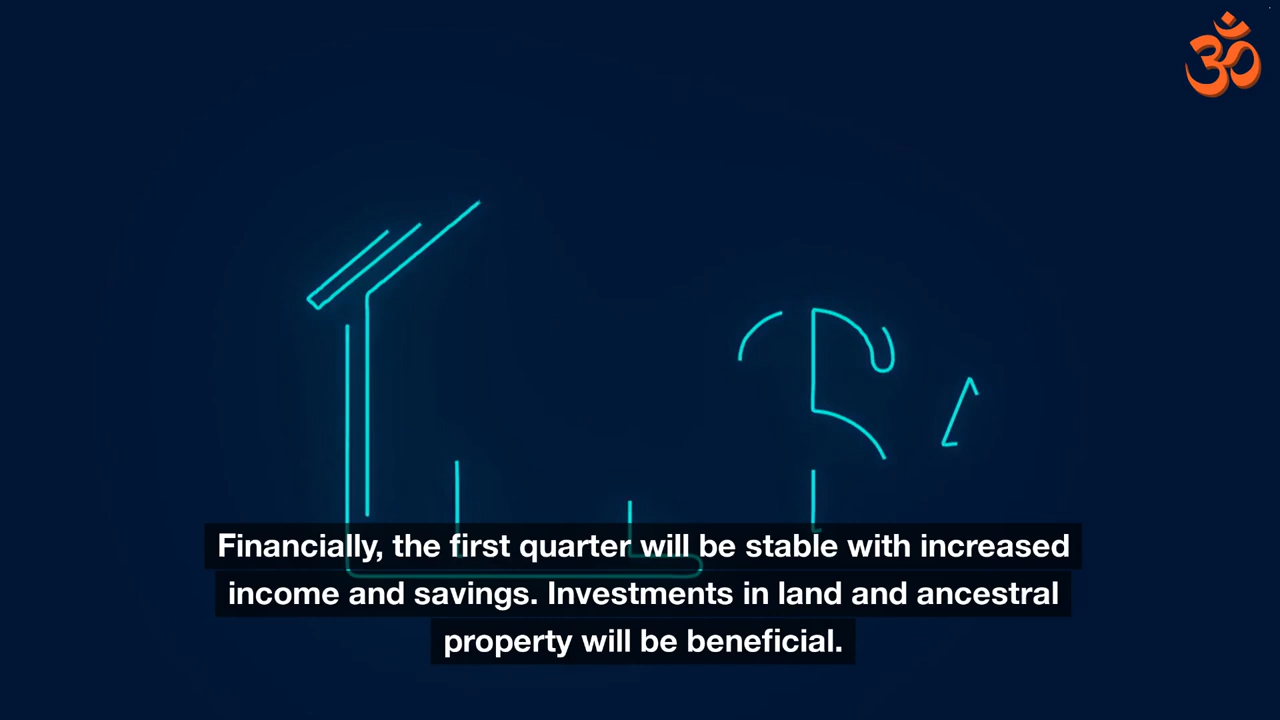 ॐ
Financially, the first quarter will be stable with increased
income and savings. Investments in land and ancestral
property will be beneficial.